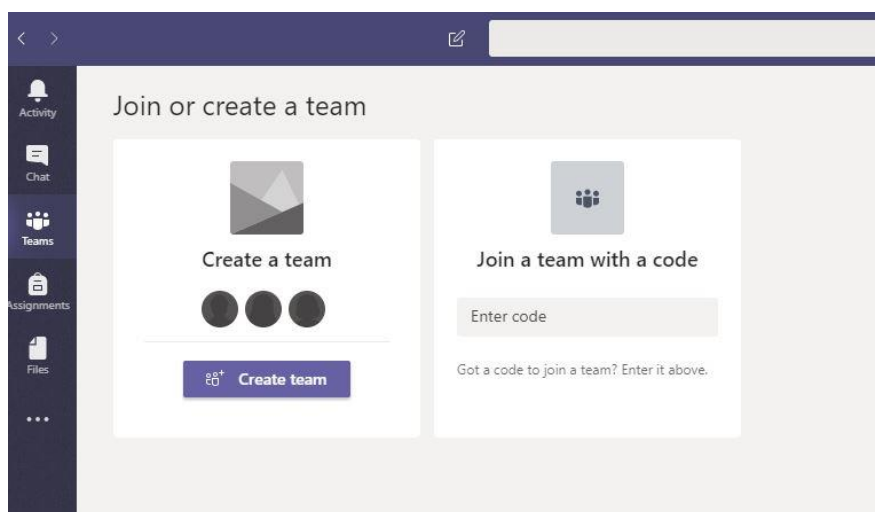 Activity
Chat
Teams
Assignments
Files
Join or create a team
Create a team
Create team
Join a team with a code
Enter code
Got a code to join a team? Enter it above.